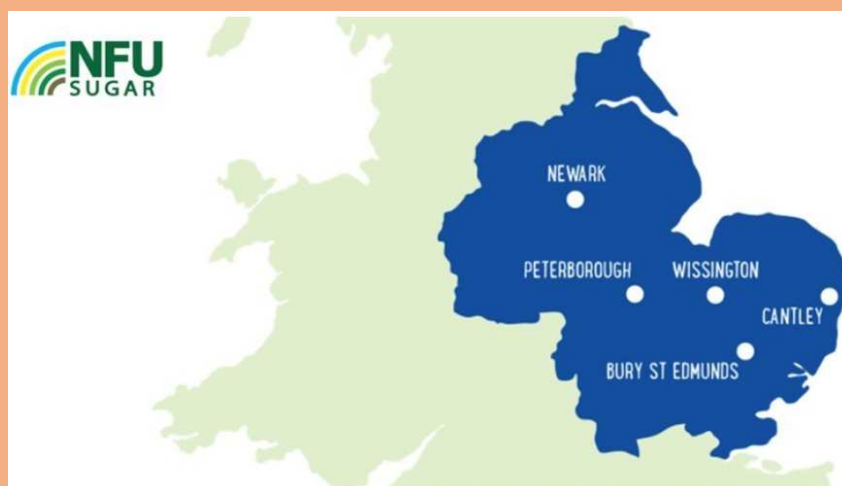 NFU
SUGAR
NEWARK
PETERBOROUGH
WISSINGTON
CANTLEY
BURY ST EDMUNDS